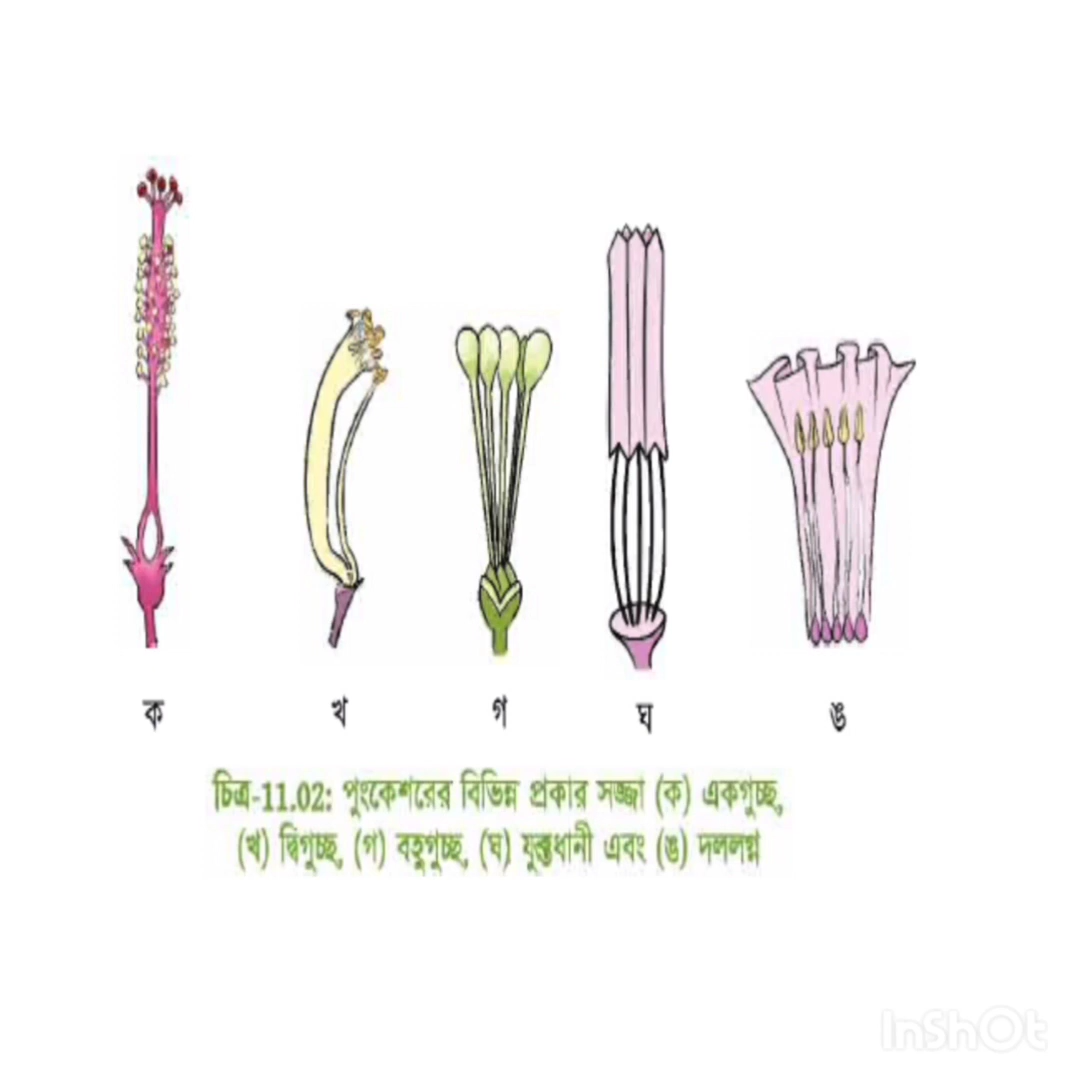 ক খ গ ঘ ঙ
চিত্র-11.02: পুংকেশরের বিভিন্ন প্রকার সজ্জা (ক) একগুচ্ছ,
(খ) দ্বিগুচ্ছ, (গ) বহুগুচ্ছ, (ঘ) যুক্তধানী এবং (ঙ) দললগ্ন
InShOt